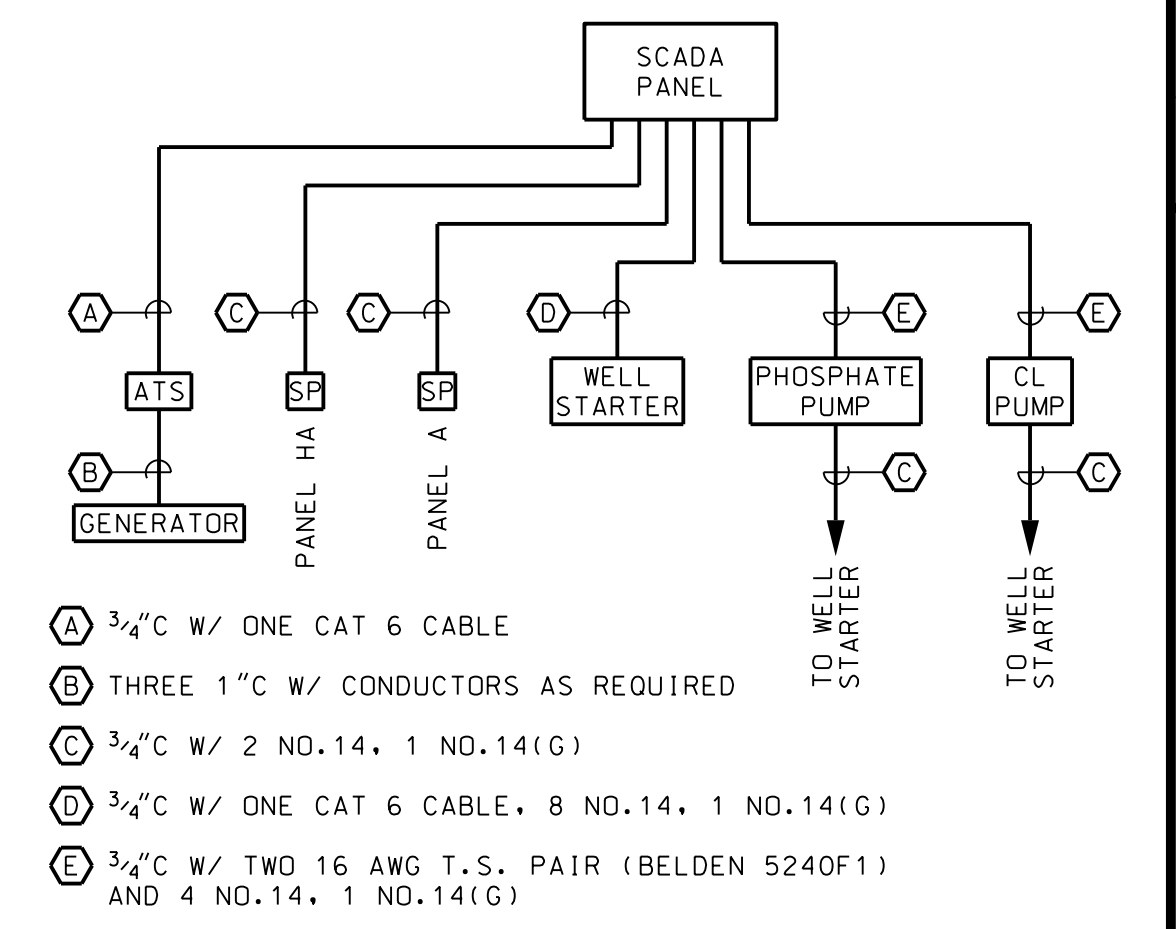 SCADA
PANEL
A
C
C
D
E
E
ATS
SP
SP
WELL
STARTER
PHOSPHATE
PUMP
CL
PUMP
B
C
C
GENERATOR
PANEL HA
PANEL A
TO WELL
STARTER
TO WELL
STARTER
A 3/4"C W/ ONE CAT 6 CABLE
B THREE 1"C W/ CONDUCTORS AS REQUIRED
C 3/4"C W/ 2 NO.14, 1 NO.14(G)
D 3/4"C W/ ONE CAT 6 CABLE, 8 NO.14, 1 NO.14(G)
E 3/4"C W/ TWO 16 AWG T.S. PAIR (BELDEN 5240F1)
AND 4 NO.14, 1 NO.14(G)